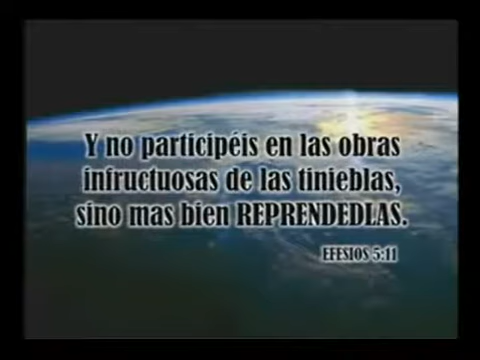 Y no participéis en las obras
infructuosas de las tinieblas,
sino mas bien REPRENDEDLAS.
EFESIOS 5:11